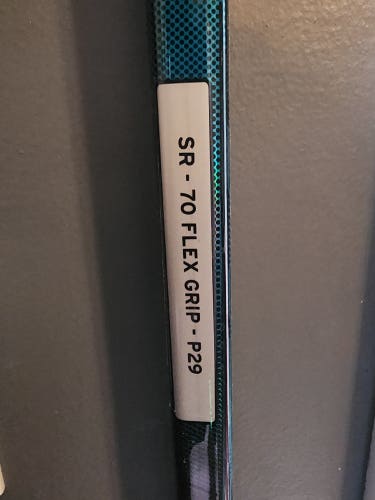 SR - 70 FLEX GRIP - P29